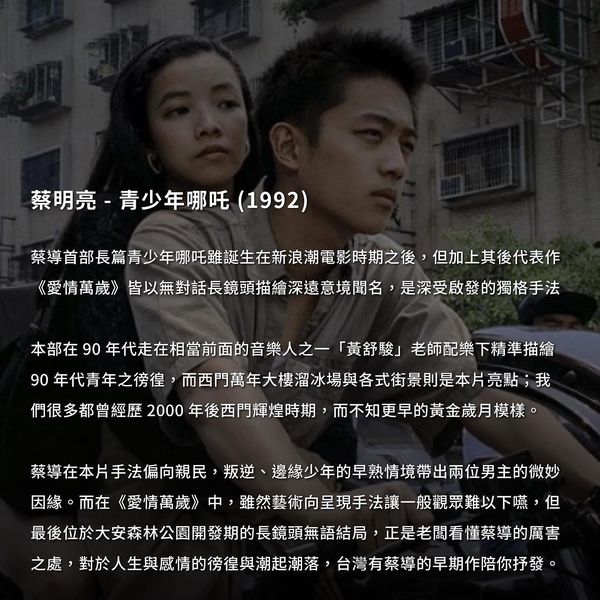 蔡明亮 - 青少年哪吒 (1992)
蔡導首部長篇青少年哪吒雖誕生在新浪潮電影時期之後，但加上其後代表作
《愛情萬歲》皆以無對話長鏡頭描繪深遠意境聞名，是深受啟發的獨格手法
本部在 90 年代走在相當前面的音樂人之一「黃舒駿」老師配樂下精準描繪
90 年代青年之徬徨，而西門萬年大樓溜冰場與各式街景則是本片亮點；我
們很多都曾經歷 2000 年後西門輝煌時期，而不知更早的黃金歲月模樣。
蔡導在本片手法偏向親民，叛逆、邊緣少年的早熟情境帶出兩位男主的微妙
因緣。而在《愛情萬歲》中，雖然藝術向呈現手法讓一般觀眾難以下嚥，但
最後位於大安森林公園開發期的長鏡頭無語結局，正是老闆看懂蔡導的厲害
之處，對於人生與感情的徬徨與潮起潮落，台灣有蔡導的早期作陪你抒發。